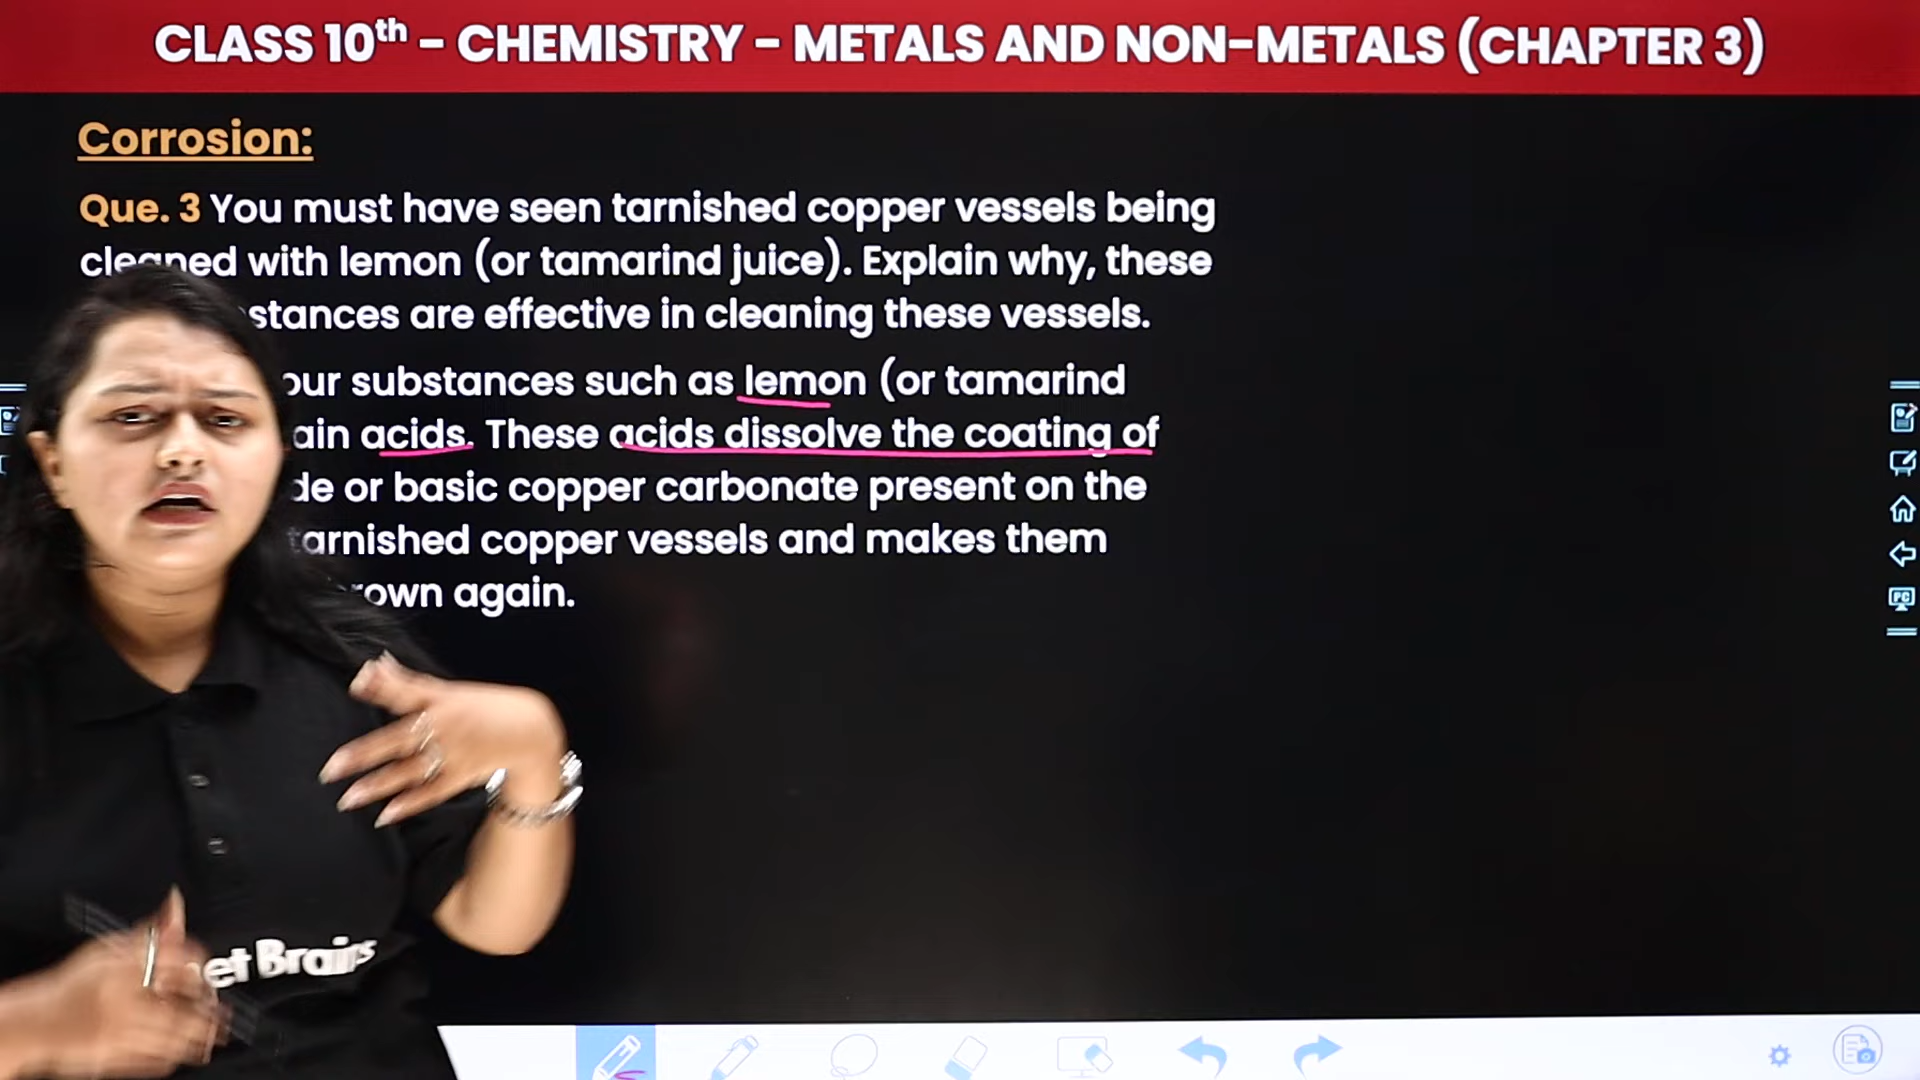 CLASS 10th - CHEMISTRY - METALS AND NON-METALS (CHAPTER 3)
Corrosion:
Que. 3 You must have seen tarnished copper vessels being
cleaned with lemon (or tamarind juice). Explain why, these
stances are effective in cleaning these vessels.
our substances such as lemon (or tamarind
ain acids. These acids dissolve the coating of
de or basic copper carbonate present on the
tarnished copper vessels and makes them
rown again.
et Brains
PC